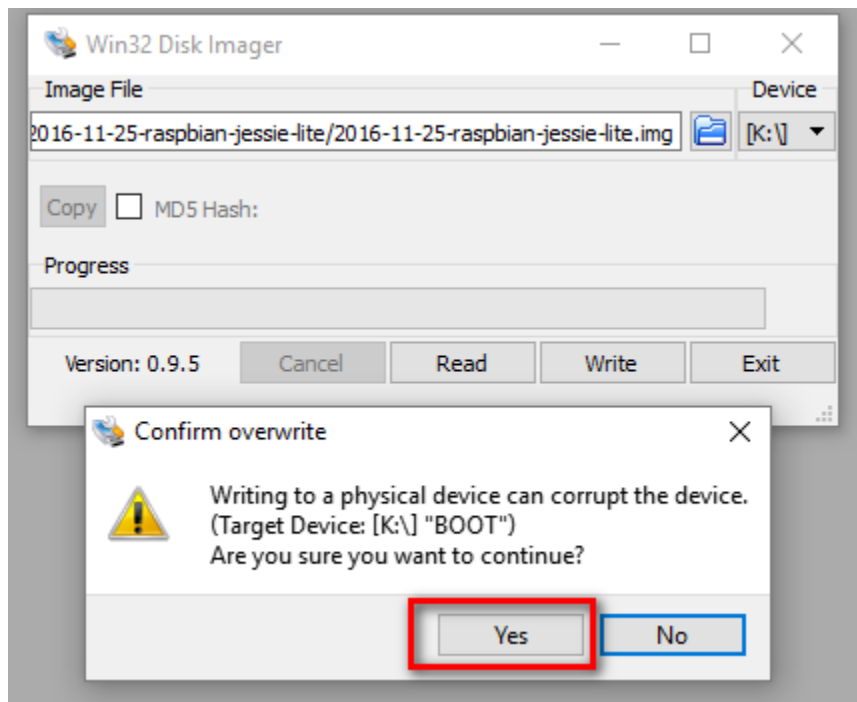 Win32 Disk Imager
Image File
Device
2016-11-25-raspbian-jessie-lite/2016-11-25-raspbian-jessie-lite.img
[K:\]
Copy
MD5 Hash:
Progress
Version: 0.9.5
Cancel
Read
Write
Exit
Confirm overwrite
Writing to a physical device can corrupt the device.
(Target Device: [K:\] "BOOT")
Are you sure you want to continue?
Yes
No